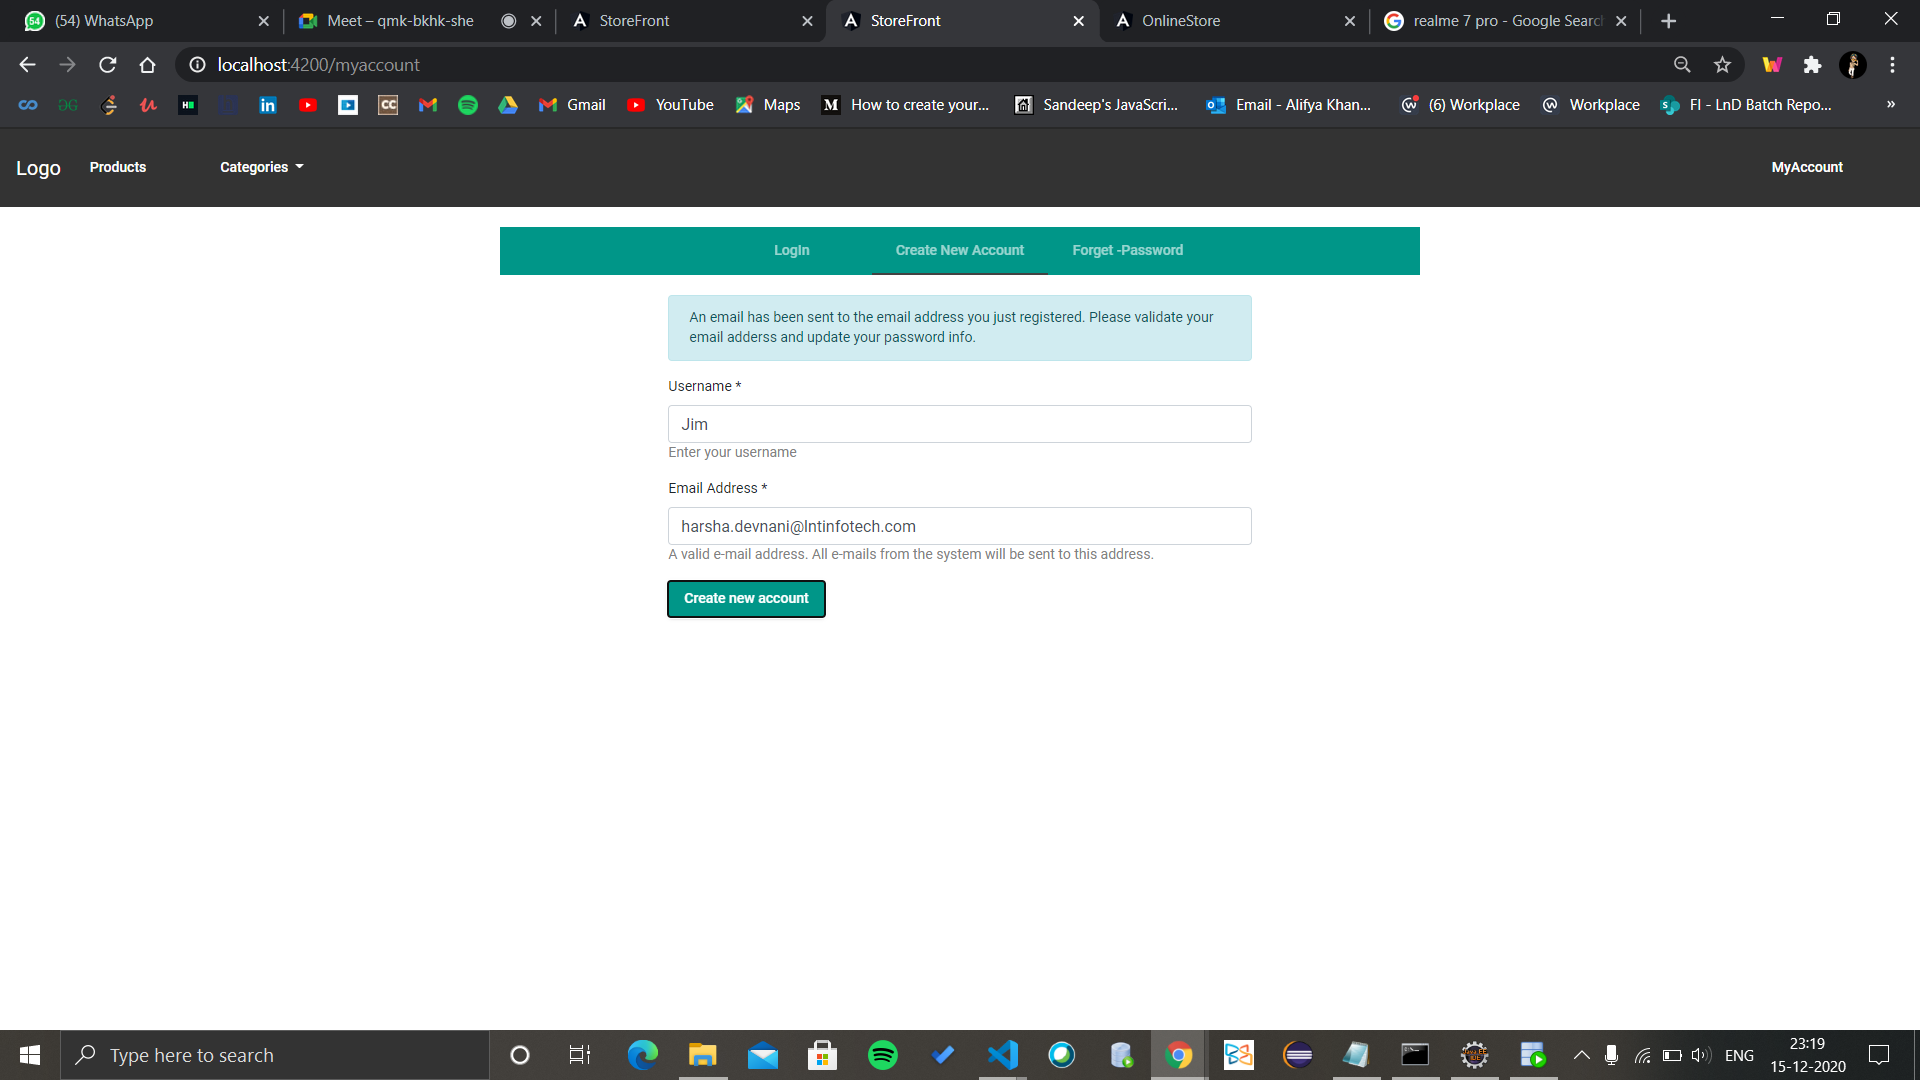 54 (54) WhatsApp
Meet – qmk-bkhk-she
StoreFront
StoreFront
OnlineStore
realme 7 pro - Google Searc
localhost:4200/myaccount
CC
Gmail
YouTube
Maps
M How to create your...
Sandeep's JavaScri...
Email - Alifya Khan...
(6) Workplace
Workplace
FI - LnD Batch Repo...
»
Logo
Products
Categories
MyAccount
LogIn
Create New Account
Forget -Password
An email has been sent to the email address you just registered. Please validate your
email adderss and update your password info.
Username *
Jim
Enter your username
Email Address *
harsha.devnani@lntinfotech.com
A valid e-mail address. All e-mails from the system will be sent to this address.
Create new account
Type here to search
ENG
23:19
15-12-2020